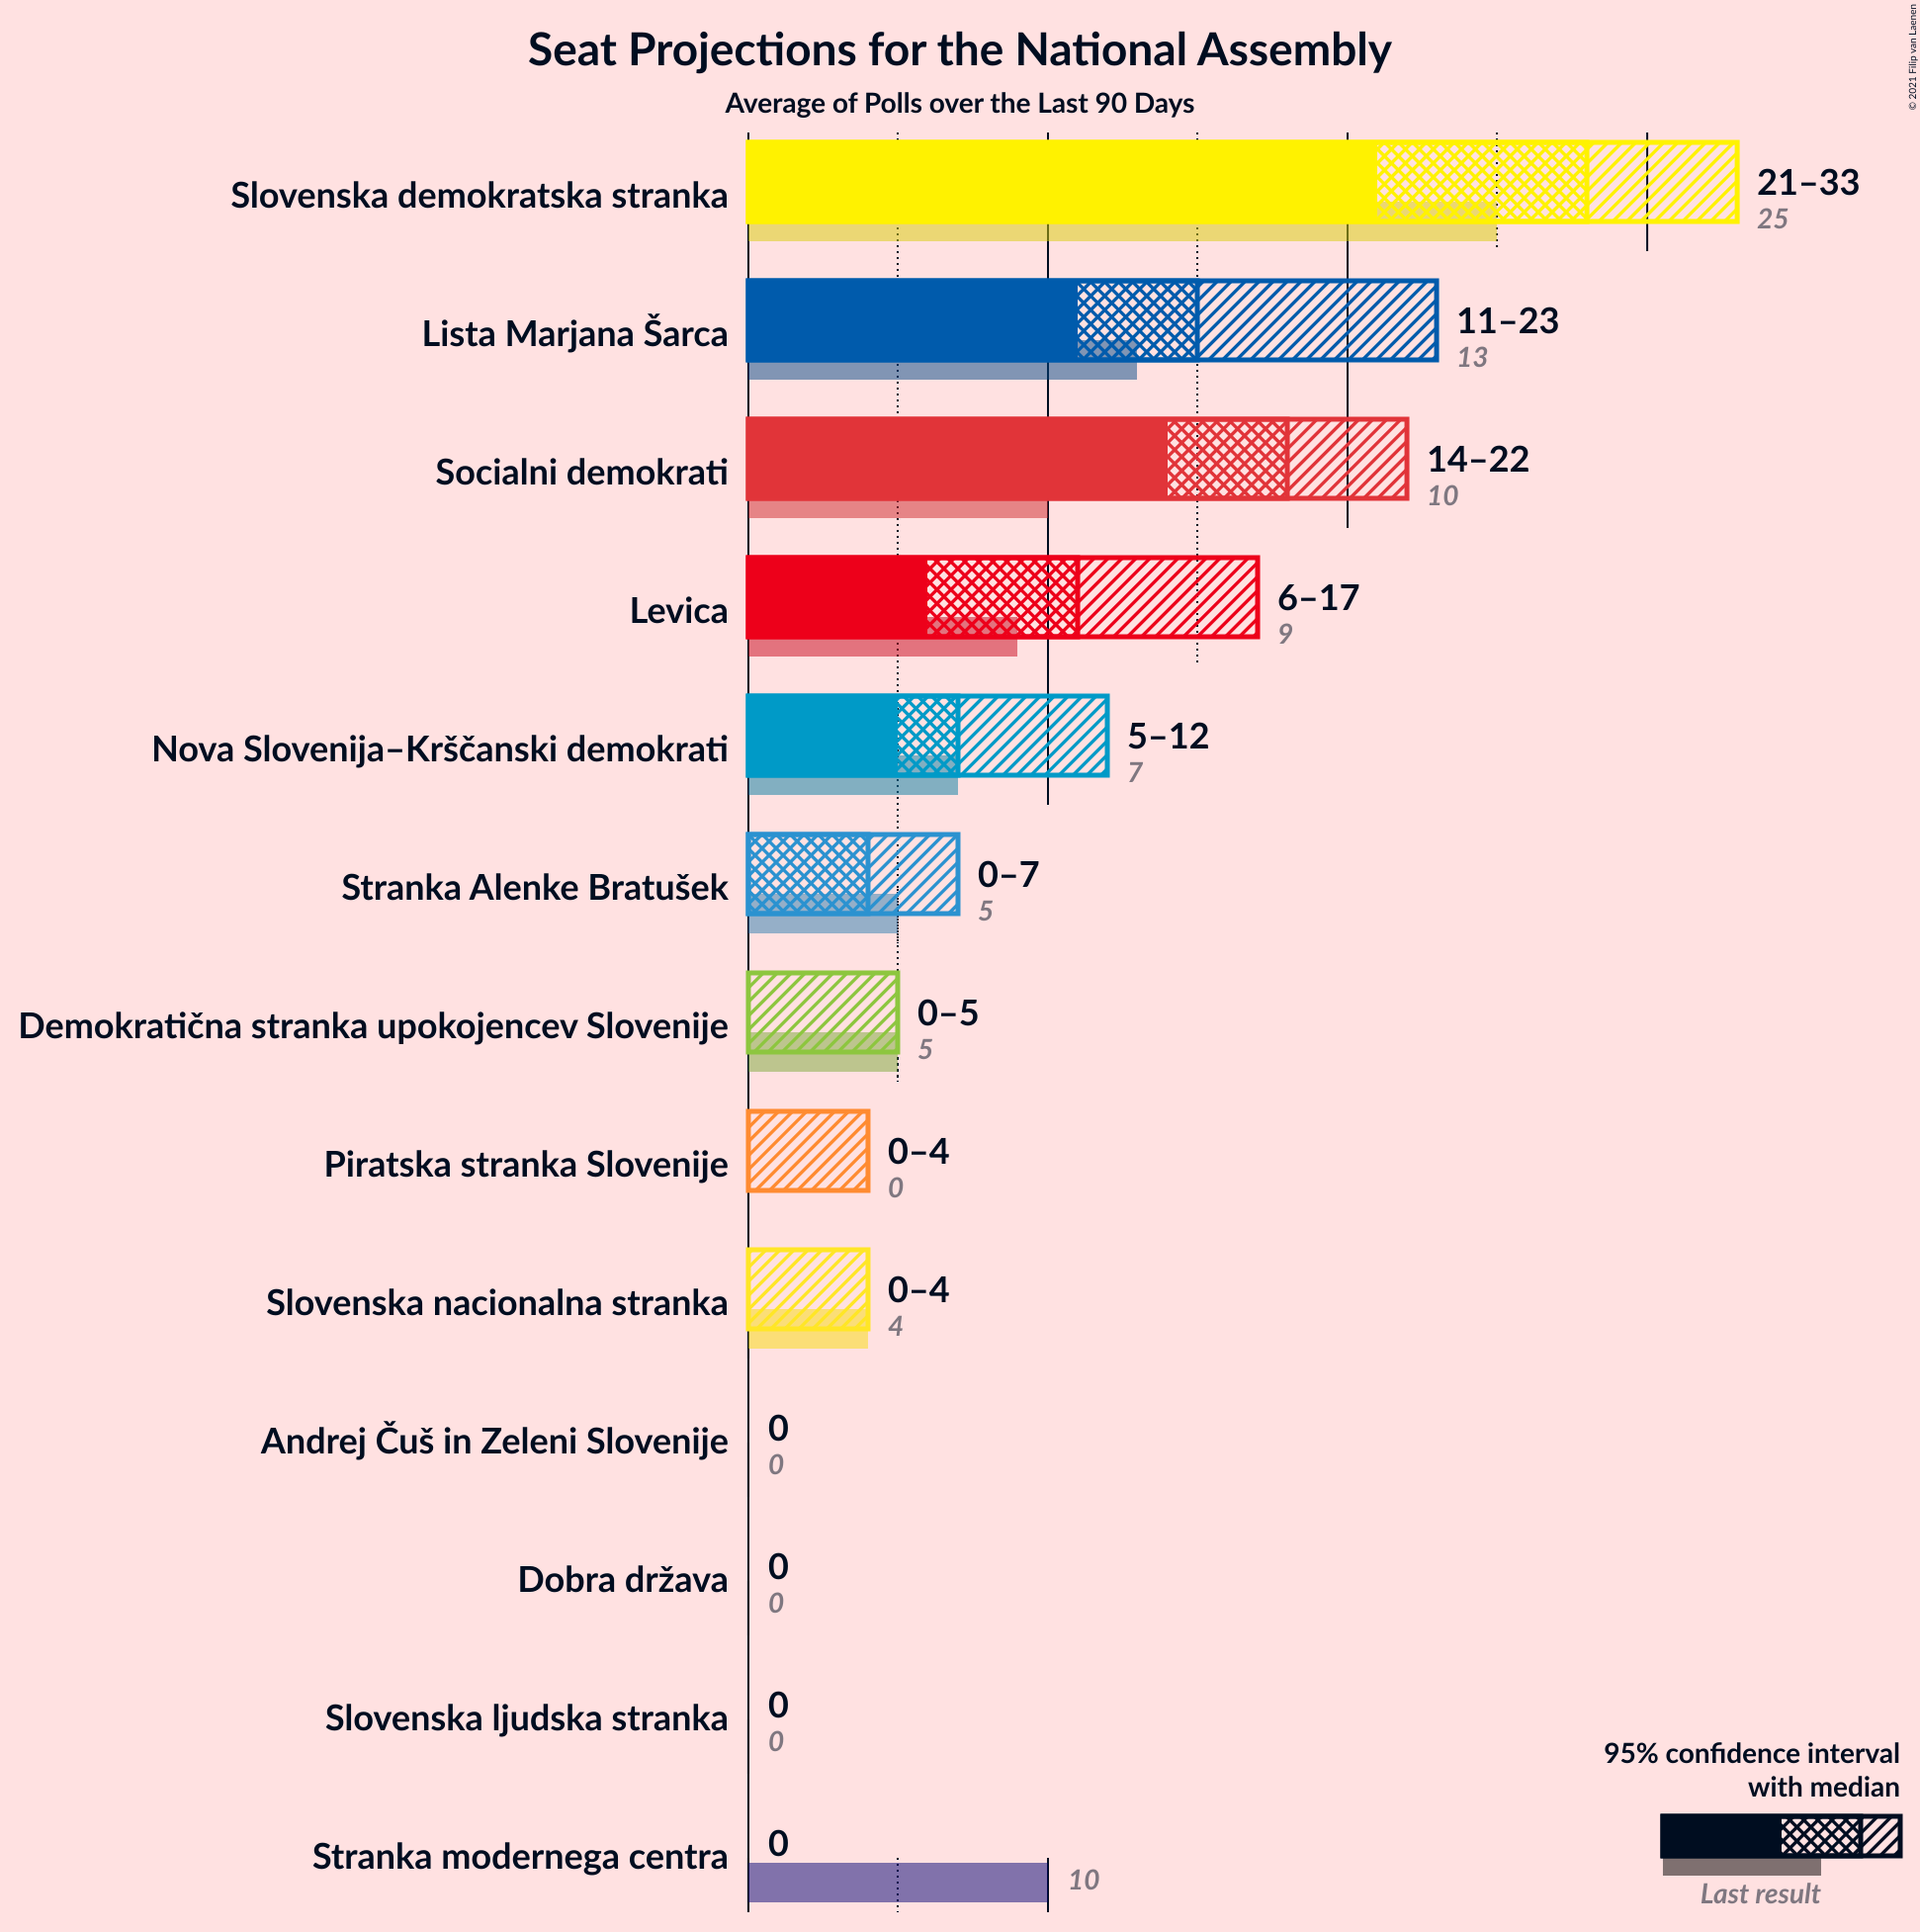 Seat Projections for the National Assembly
Average of Polls over the Last 90 Days
© 2021 Filip van Laenen
Slovenska demokratska stranka
21–33
25
Lista Marjana Šarca
11–23
13
Socialni demokrati
14–22
10
Levica
6–17
9
Nova Slovenija–Krščanski demokrati
5–12
7
Stranka Alenke Bratušek
0–7
5
Demokratična stranka upokojencev Slovenije
0–5
5
Piratska stranka Slovenije
0–4
0
Slovenska nacionalna stranka
0–4
4
Andrej Čuš in Zeleni Slovenije
0
0
Dobra država
0
0
Slovenska ljudska stranka
0
0
Stranka modernega centra
0
10
95% confidence interval
with median
Last result